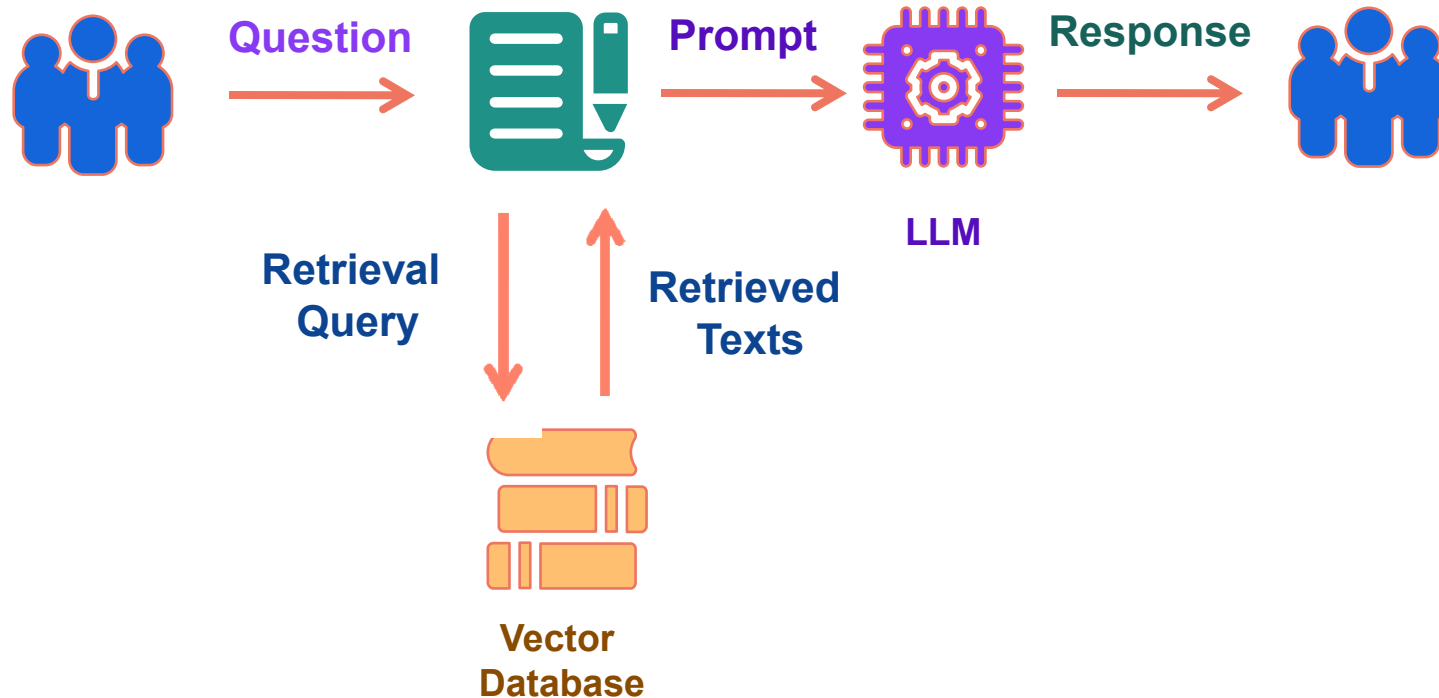 Question
Prompt
Response
LLM
Retrieval
Query
Retrieved
Texts
Vector
Database